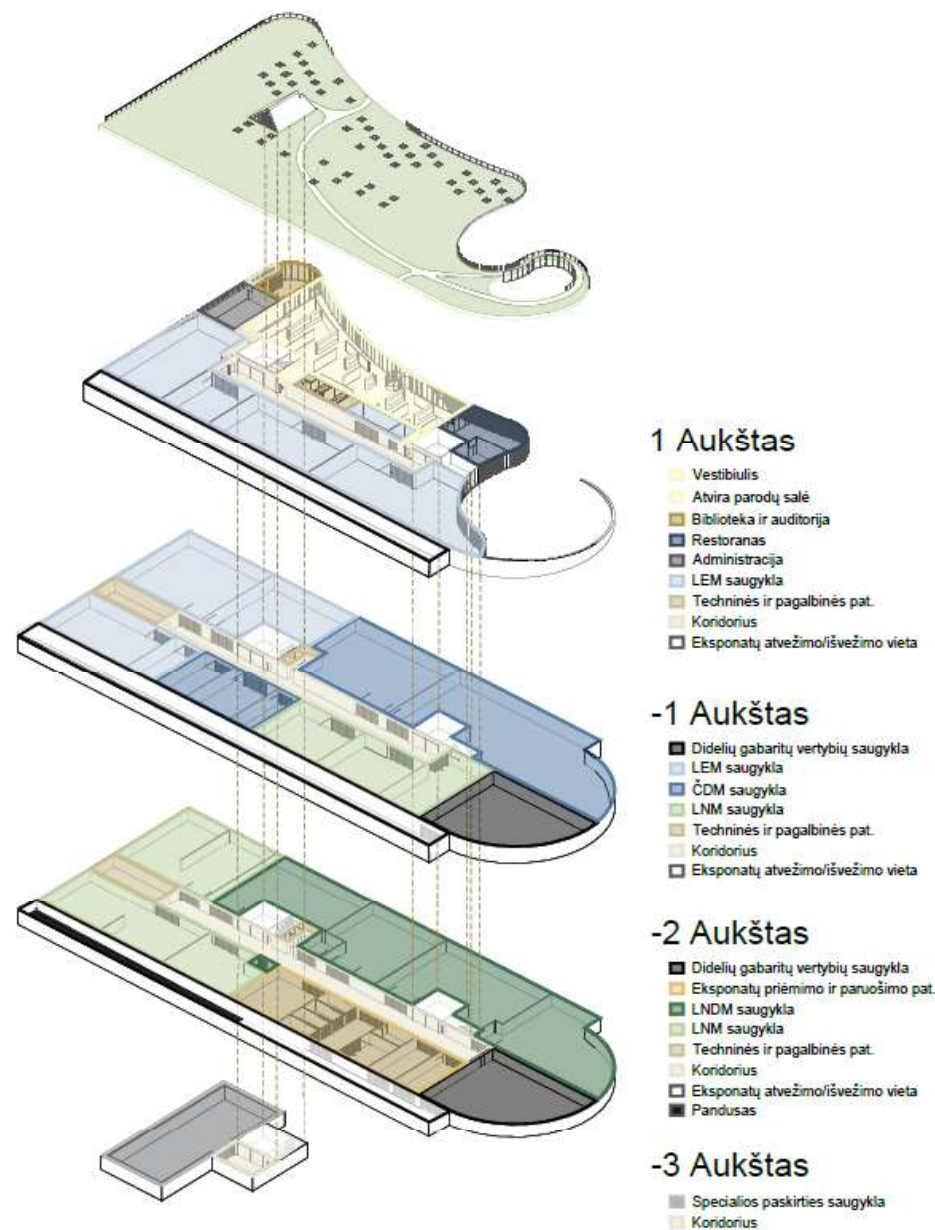 1 Aukštas
Vestibiulis
Atvira parodų salė
Biblioteka ir auditorija
Restoranas
Administracija
LEM saugykla
Techninės ir pagalbinės pat.
Koridorius
Eksponatų atvežimo/išvežimo vieta
-1 Aukštas
Didelių gabaritų vertybių saugykla
LEM saugykla
ČDM saugykla
LNM saugykla
Techninės ir pagalbinės pat.
Koridorius
Eksponatų atvežimo/išvežimo vieta
-2 Aukštas
Didelių gabaritų vertybių saugykla
Eksponatų priėmimo ir paruošimo pat.
LNDM saugykla
LNM saugykla
Techninės ir pagalbinės pat.
Koridorius
Eksponatų atvežimo/išvežimo vieta
Pandusas
-3 Aukštas
Specialios paskirties saugykla
Koridorius